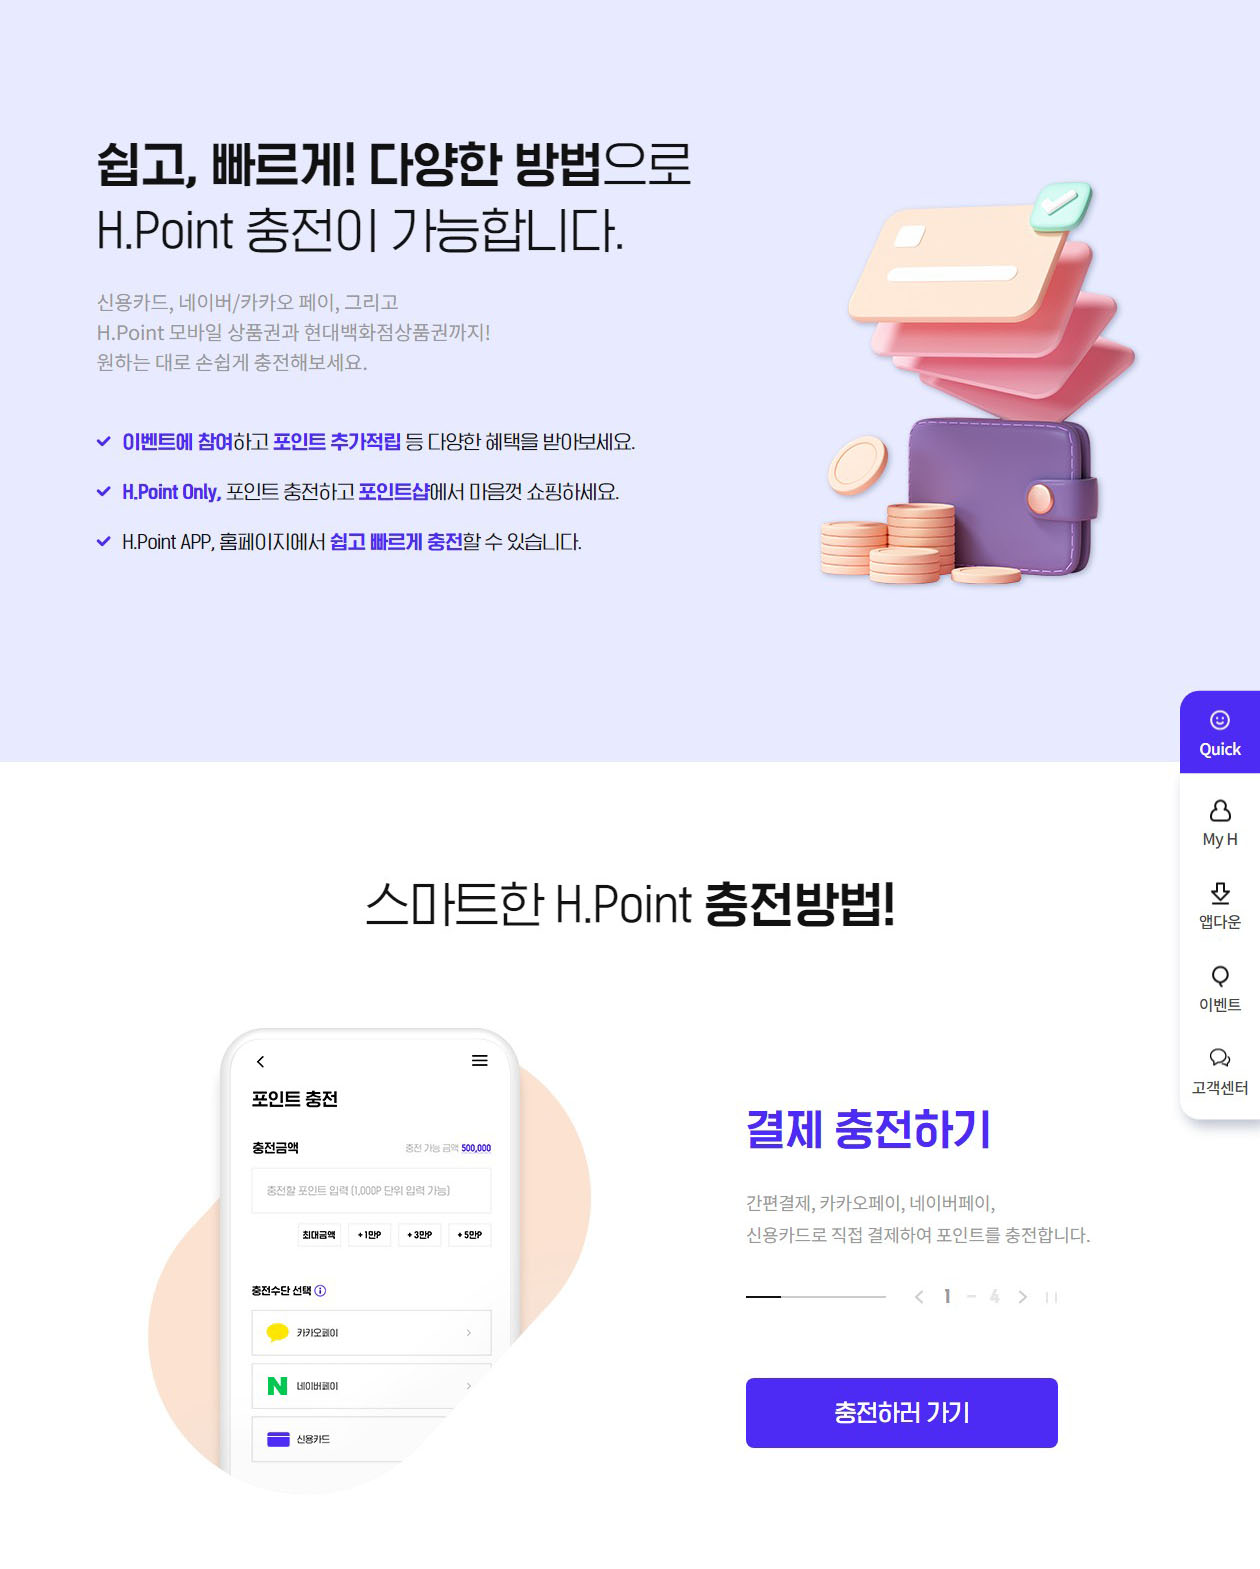 쉽고, 빠르게! 다양한 방법으로
H.Point 충전이 가능합니다.
신용카드, 네이버/카카오 페이, 그리고
H.Point 모바일 상품권과 현대백화점상품권까지!
원하는 대로 손쉽게 충전해보세요.
이벤트에 참여하고 포인트 추가적립 등 다양한 혜택을 받아보세요.
H.Point Only, 포인트 충전하고 포인트샵에서 마음껏 쇼핑하세요.
H.Point APP, 홈페이지에서 쉽고 빠르게 충전할 수 있습니다.
Quick
My H
앱다운
이벤트
고객센터
스마트한 H.Point 충전방법!
포인트 충전
충전금액
충전 가능 금액 500,000
충전할 포인트 입력 (1,000P 단위 입력 가능)
최대금액
+ 1만P
+ 3만P
+ 5만P
충전수단 선택
카카오페이
네이버페이
신용카드
결제 충전하기
간편결제, 카카오페이, 네이버페이,
신용카드로 직접 결제하여 포인트를 충전합니다.
1 – 4
충전하러 가기